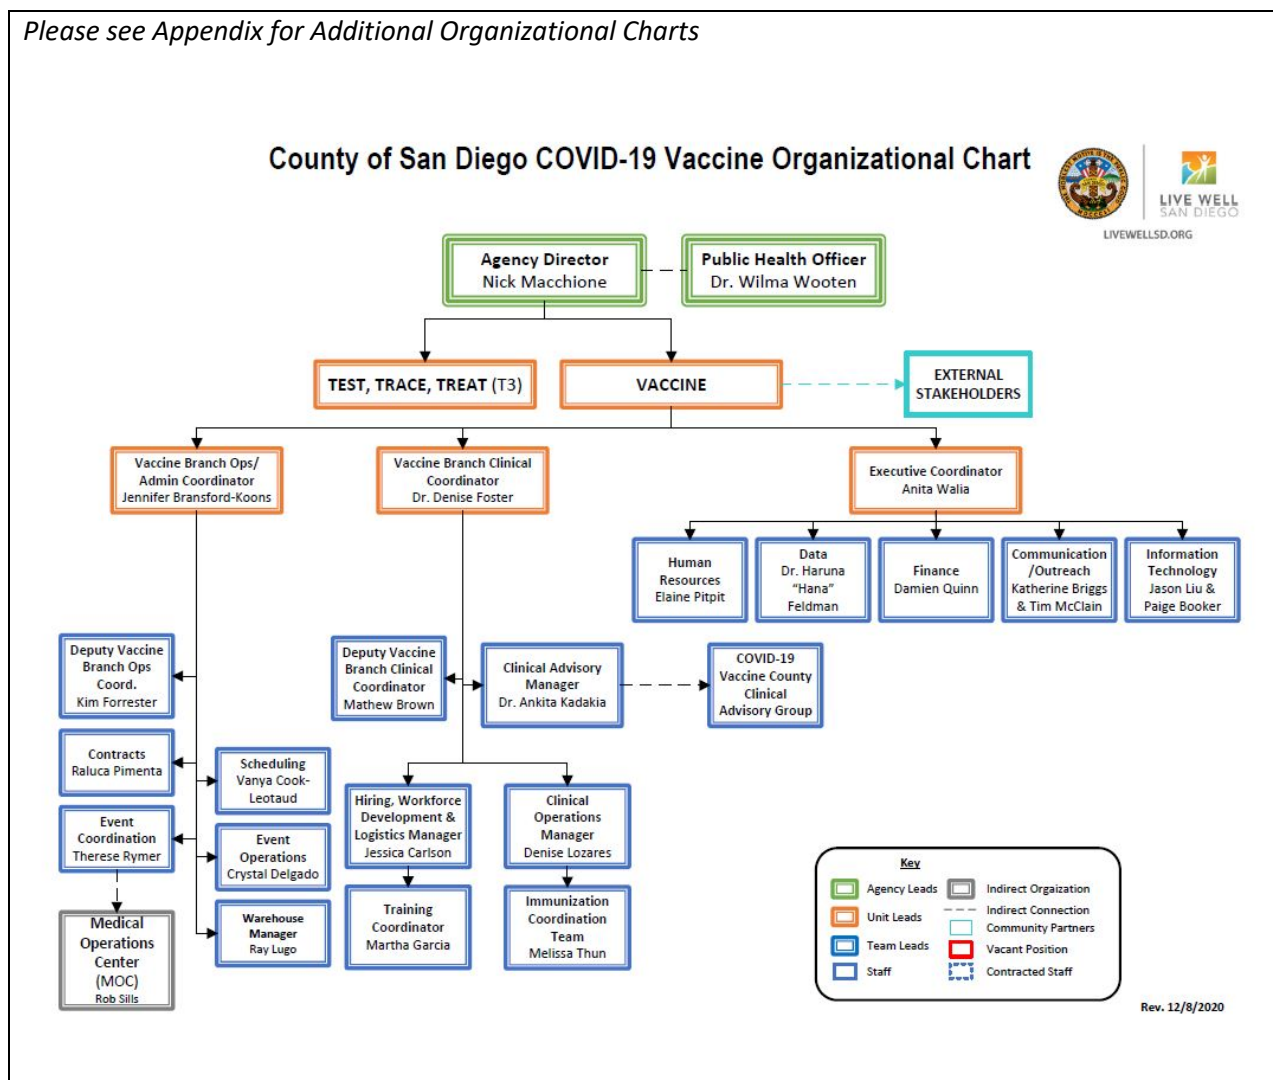 Please see Appendix for Additional Organizational Charts
County of San Diego COVID-19 Vaccine Organizational Chart
LIVE WELL
SAN DIEGO
LIVEWELLSD.ORG
Agency Director
Nick Macchione
Public Health Officer
Dr. Wilma Wooten
TEST, TRACE, TREAT (T3)
VACCINE
EXTERNAL
STAKEHOLDERS
Vaccine Branch Ops/
Admin Coordinator
Jennifer Bransford-Koons
Vaccine Branch Clinical
Coordinator
Dr. Denise Foster
Executive Coordinator
Anita Walia
Human
Resources
Elaine Pitpit
Data
Dr. Haruna
"Hana"
Feldman
Finance
Damien Quinn
Communication
/Outreach
Katherine Briggs
& Tim McClain
Information
Technology
Jason Liu &
Paige Booker
Deputy Vaccine
Branch Ops
Coord.
Kim Forrester
Deputy Vaccine
Branch Clinical
Coordinator
Mathew Brown
Clinical Advisory
Manager
Dr. Ankita Kadakia
COVID-19
Vaccine County
Clinical
Advisory Group
Contracts
Raluca Pimenta
Scheduling
Vanya Cook-
Leotaud
Event
Coordination
Therese Rymer
Event
Operations
Crystal Delgado
Medical
Operations
Center
(MOC)
Rob Sills
Warehouse
Manager
Ray Lugo
Hiring, Workforce
Development &
Logistics Manager
Jessica Carlson
Clinical
Operations
Manager
Denise Lozares
Training
Coordinator
Martha Garcia
Immunization
Coordination
Team
Melissa Thun
Key
Agency Leads
Unit Leads
Team Leads
Staff
Indirect Orgaization
Indirect Connection
Community Partners
Vacant Position
Contracted Staff
Rev. 12/8/2020